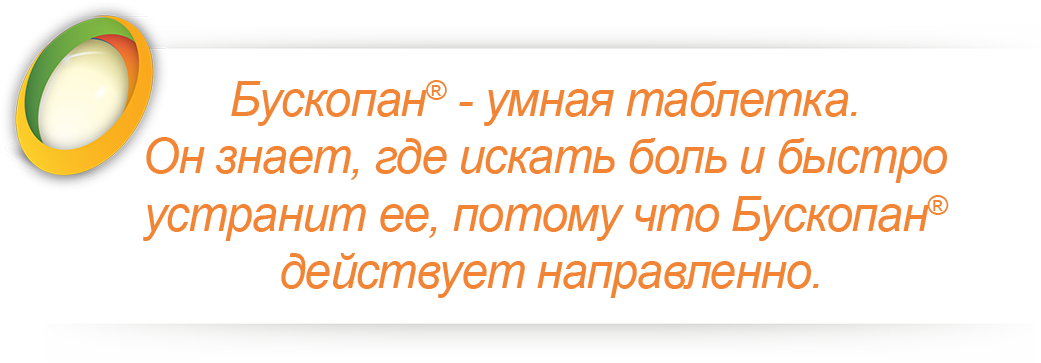 Бускопан® - умная таблетка.
Он знает, где искать боль и быстро
устранит ее, потому что Бускопан®
действует направленно.